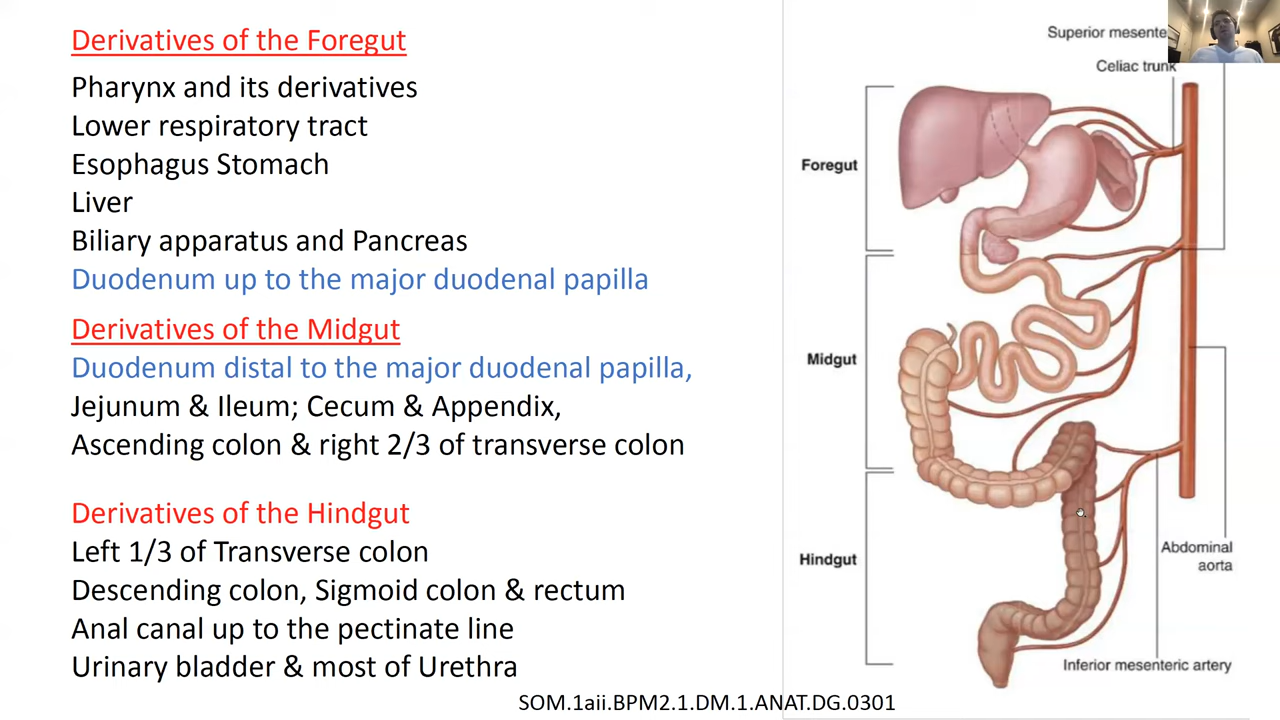 Derivatives of the Foregut
Pharynx and its derivatives
Lower respiratory tract
Esophagus Stomach
Liver
Biliary apparatus and Pancreas
Duodenum up to the major duodenal papilla
Derivatives of the Midgut
Duodenum distal to the major duodenal papilla,
Jejunum & Ileum; Cecum & Appendix,
Ascending colon & right 2/3 of transverse colon
Derivatives of the Hindgut
Left 1/3 of Transverse colon
Descending colon, Sigmoid colon & rectum
Anal canal up to the pectinate line
Urinary bladder & most of Urethra
SOM.1aii.BPM2.1.DM.1.ANAT.DG.0301
Superior
Celiac trunk
Foregut
Midgut
Hindgut
Abdominal
aorta
Inferior mesenteric artery